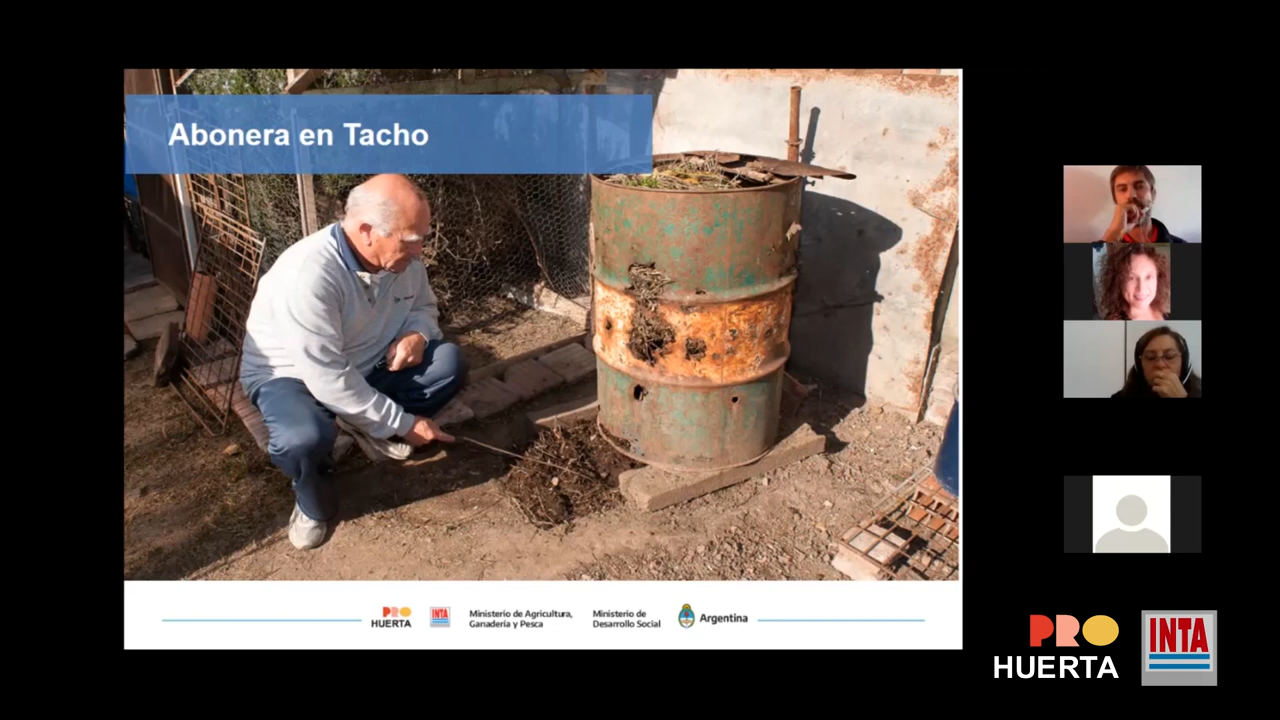 Abonera en Tacho
PRO
HUERTA
INTA
Ministerio de Agricultura,
Ganadería y Pesca
Ministerio de
Desarrollo Social
Argentina
PRO
HUERTA
INTA